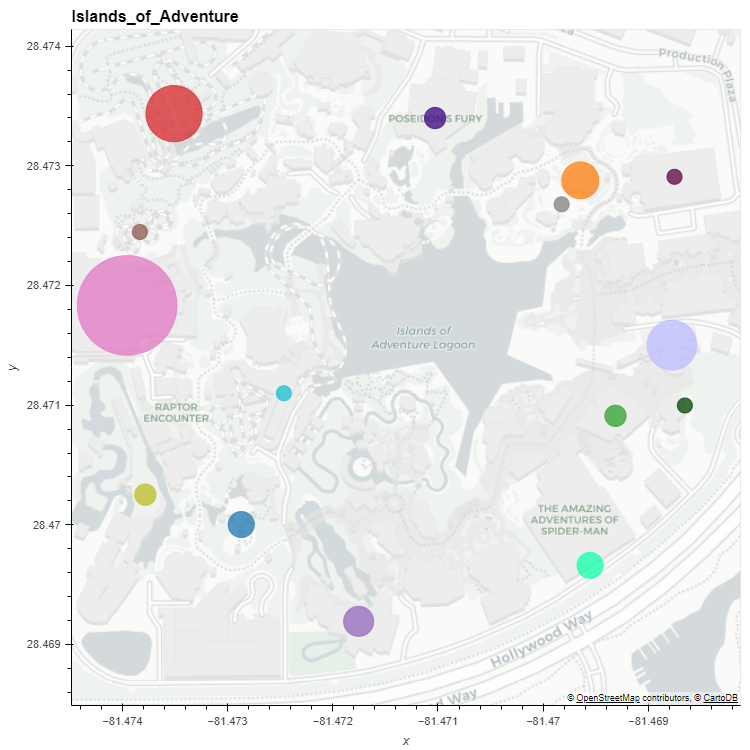 Islands_of_Adventure
28.474
Production Plaza
POSEIDON'S FURY
28.473
28.472
Islands of
Adventure Lagoon
y
28.471
RAPTOR
ENCOUNTER
28.47
THE AMAZING
ADVENTURES OF
SPIDER-MAN
28.469
Hollywood Way
d Way
© OpenStreetMap contributors, © CartoDB
−81.474
−81.473
−81.472
−81.471
−81.47
−81.469
x